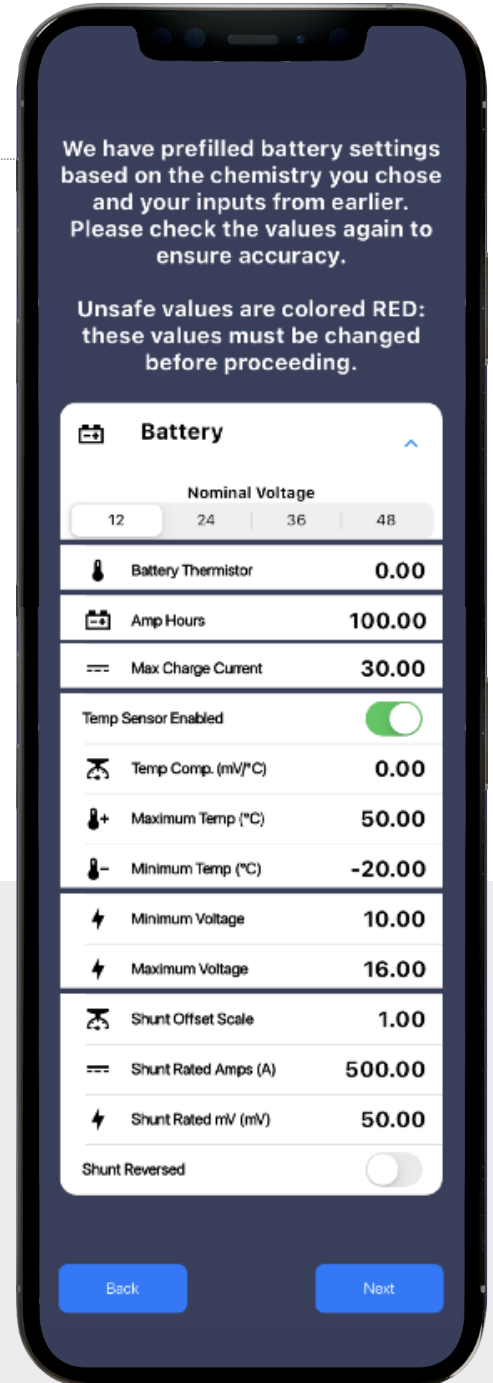 We have prefilled battery settings
based on the chemistry you chose
and your inputs from earlier.
Please check the values again to
ensure accuracy.
Unsafe values are colored RED:
these values must be changed
before proceeding.
Battery
Nominal Voltage
12 24 36 48
Battery Thermistor 0.00
Amp Hours 100.00
Max Charge Current 30.00
Temp Sensor Enabled
Temp Comp. (mV/°C) 0.00
Maximum Temp (°C) 50.00
Minimum Temp (°C) -20.00
Minimum Voltage 10.00
Maximum Voltage 16.00
Shunt Offset Scale 1.00
Shunt Rated Amps (A) 500.00
Shunt Rated mV (mV) 50.00
Shunt Reversed
Back Next